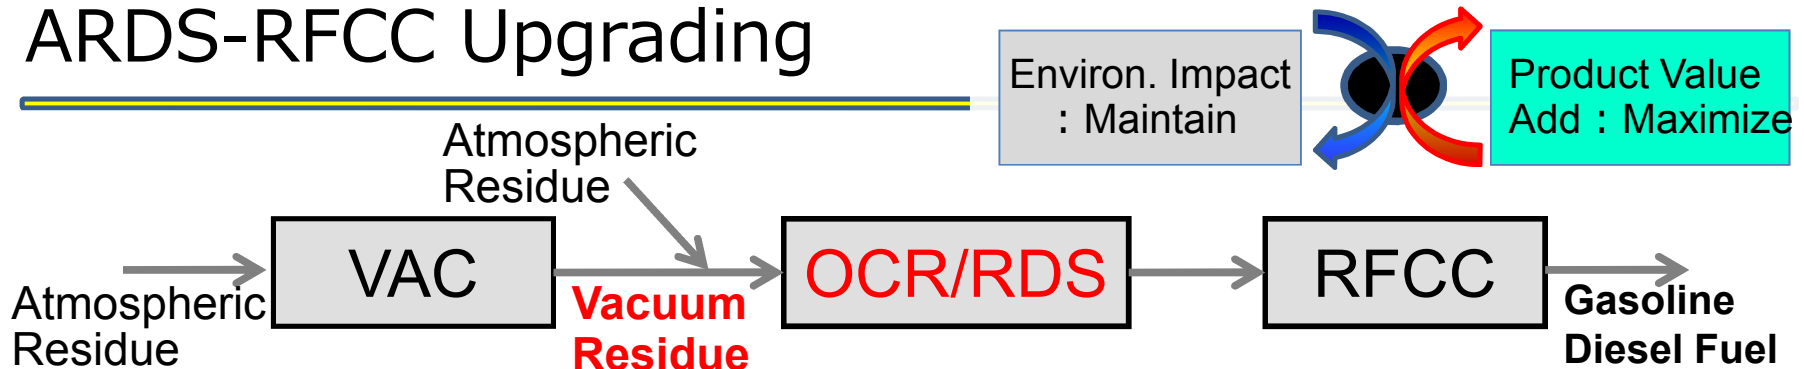 ARDS-RFCC Upgrading
Environ. Impact
: Maintain
Product Value
Add : Maximize
Atmospheric
Residue
Atmospheric
Residue
VAC
Vacuum
Residue
OCR/RDS
RFCC
Gasoline
Diesel Fuel